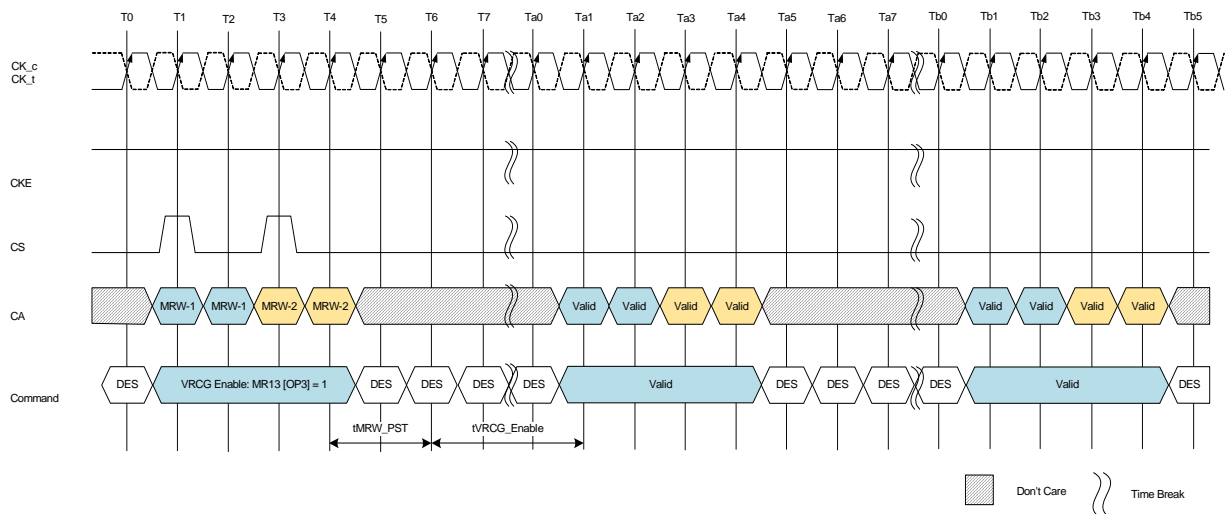 T0 T1 T2 T3 T4 T5 T6 T7 Ta0 Ta1 Ta2 Ta3 Ta4 Ta5 Ta6 Ta7 Tb0 Tb1 Tb2 Tb3 Tb4 Tb5
CK_c
CK_t
CKE
CS
CA MRW-1 MRW-1 MRW-2 MRW-2 Valid Valid Valid Valid Valid Valid Valid Valid
Command DES VRCG Enable: MR13 [OP3] = 1 DES DES DES DES Valid DES DES DES DES Valid DES
tMRW_PST tVRCG_Enable
Don't Care Time Break